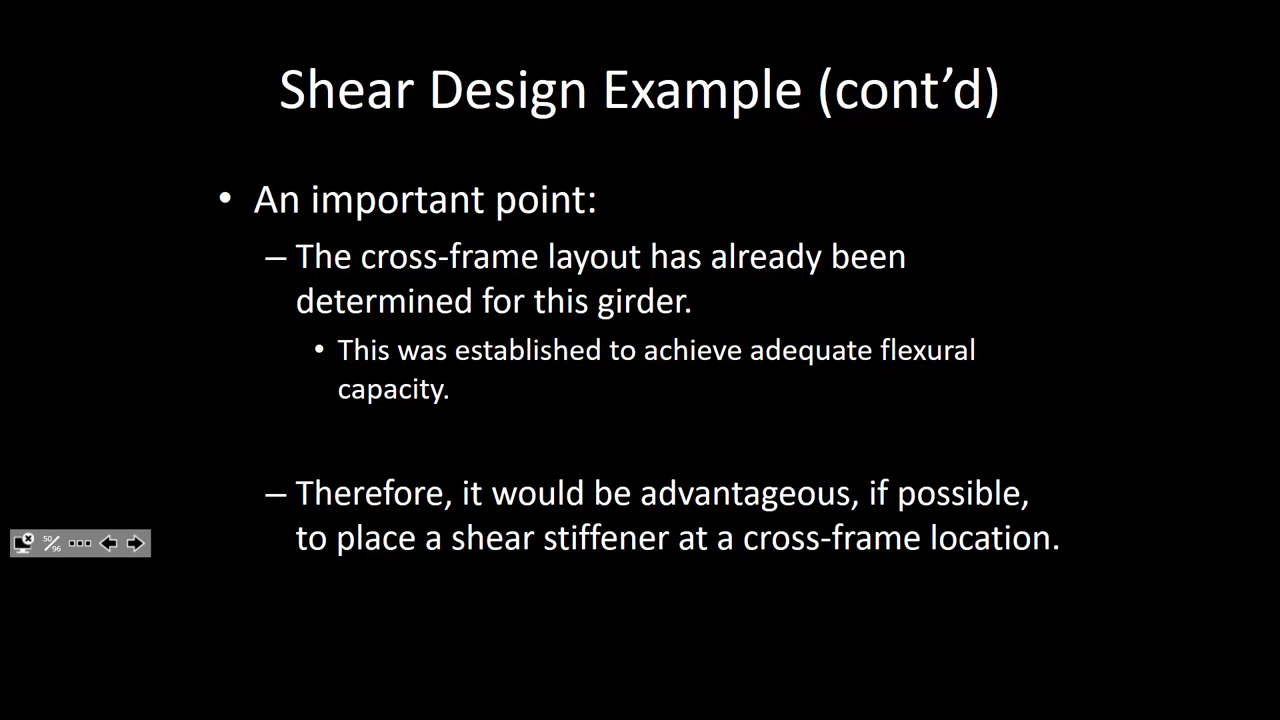 Shear Design Example (cont’d)
• An important point:
– The cross-frame layout has already been
determined for this girder.
• This was established to achieve adequate flexural
capacity.
– Therefore, it would be advantageous, if possible,
to place a shear stiffener at a cross-frame location.
50/96